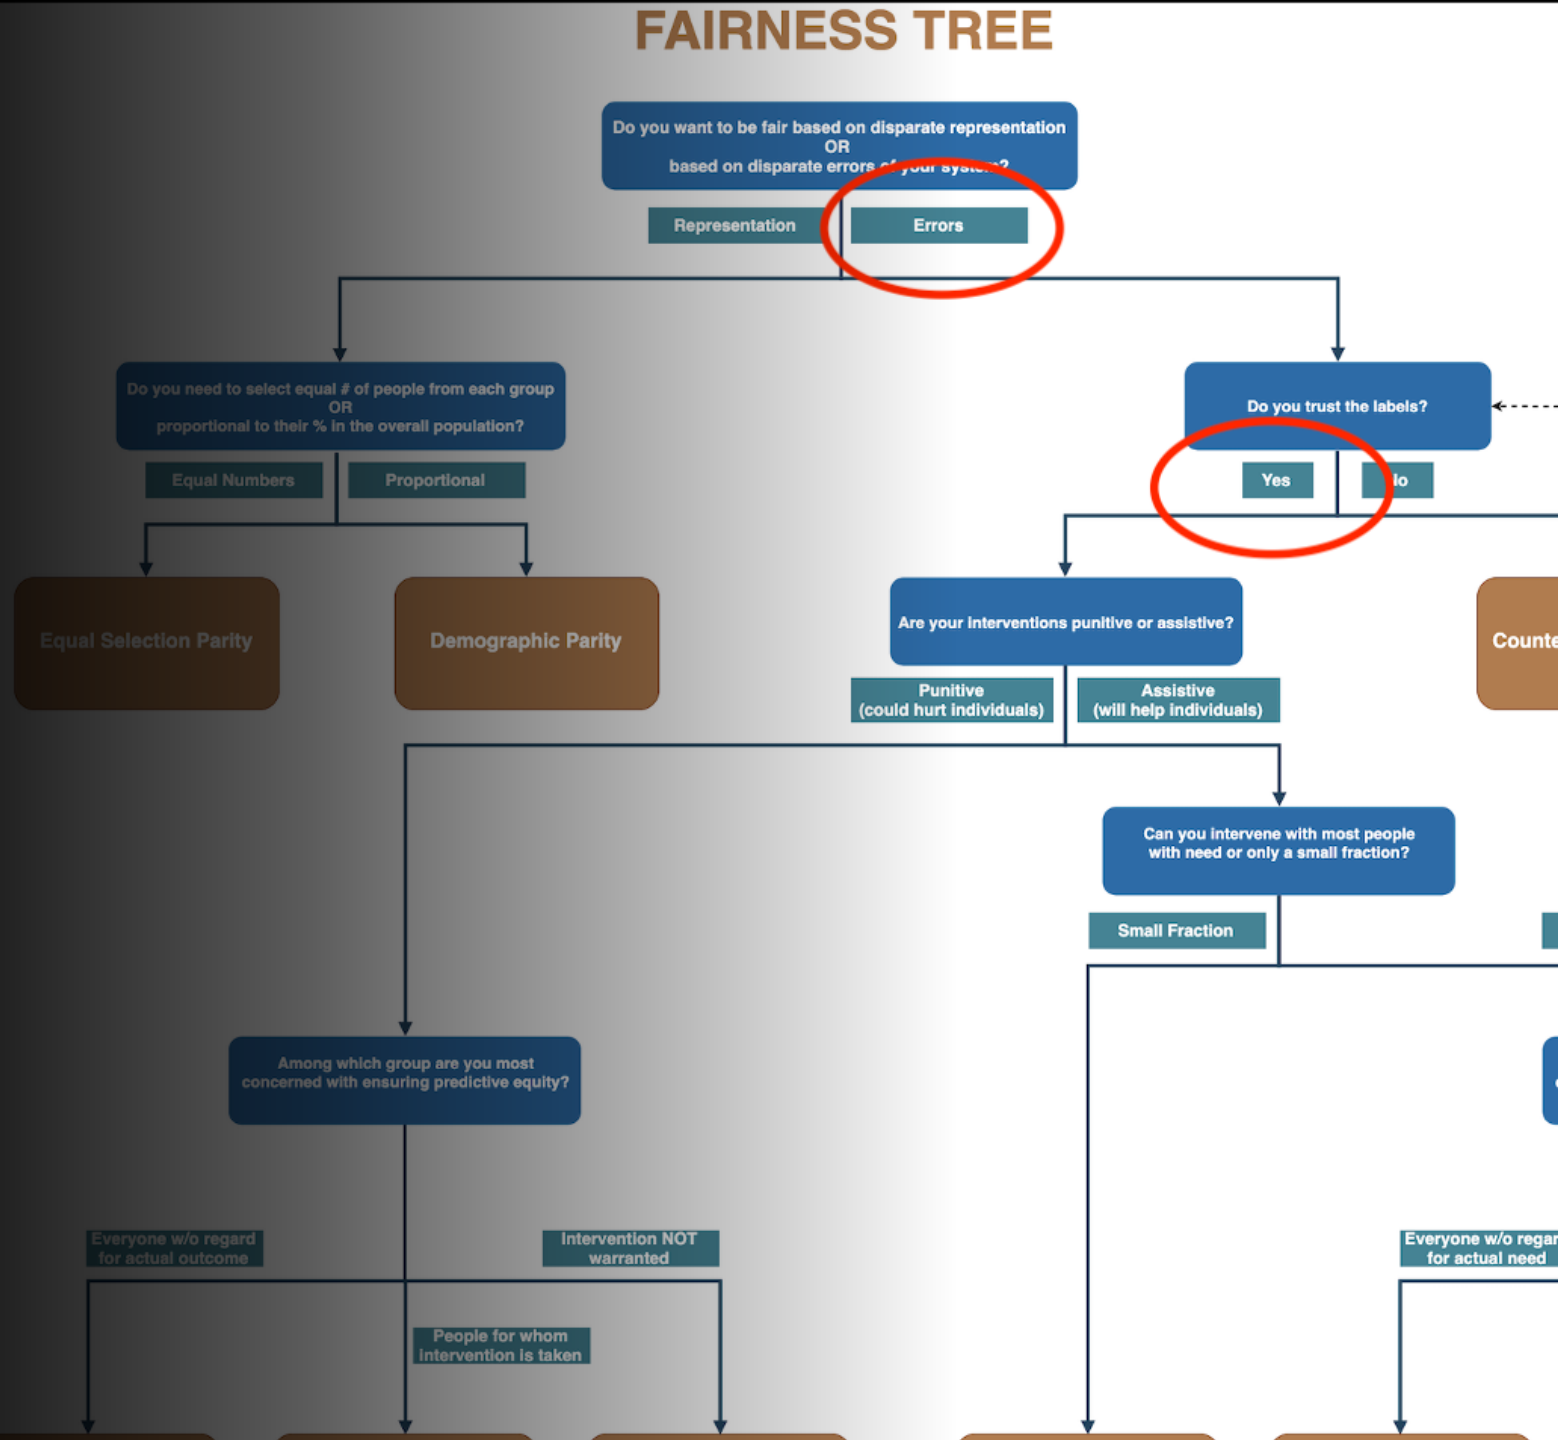 FAIRNESS TREE
Do you want to be fair based on disparate representation
OR
based on disparate errors of your system?
Representation
Errors
Do you need to select equal # of people from each group
OR
proportional to their % in the overall population?
Do you trust the labels?
Equal Numbers
Proportional
Yes
Equal Selection Parity
Demographic Parity
Are your interventions punitive or assistive?
Punitive
(could hurt individuals)
Assistive
(will help individuals)
Can you intervene with most people
with need or only a small fraction?
Small Fraction
Among which group are you most
concerned with ensuring predictive equity?
Everyone w/o regard
for actual outcome
Intervention NOT
warranted
People for whom
intervention is taken
Everyone w/o
for actual need